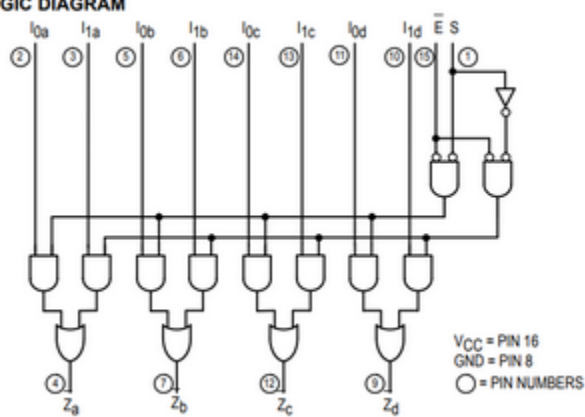 GIC DIAGRAM
I0a I1a I0b I1b I0c I1c I0d I1d E̅ S
2 3 5 6 14 13 11 10 15 1
VCC = PIN 16
GND = PIN 8
= PIN NUMBERS
4 7 12 9
Za Zb Zc Zd